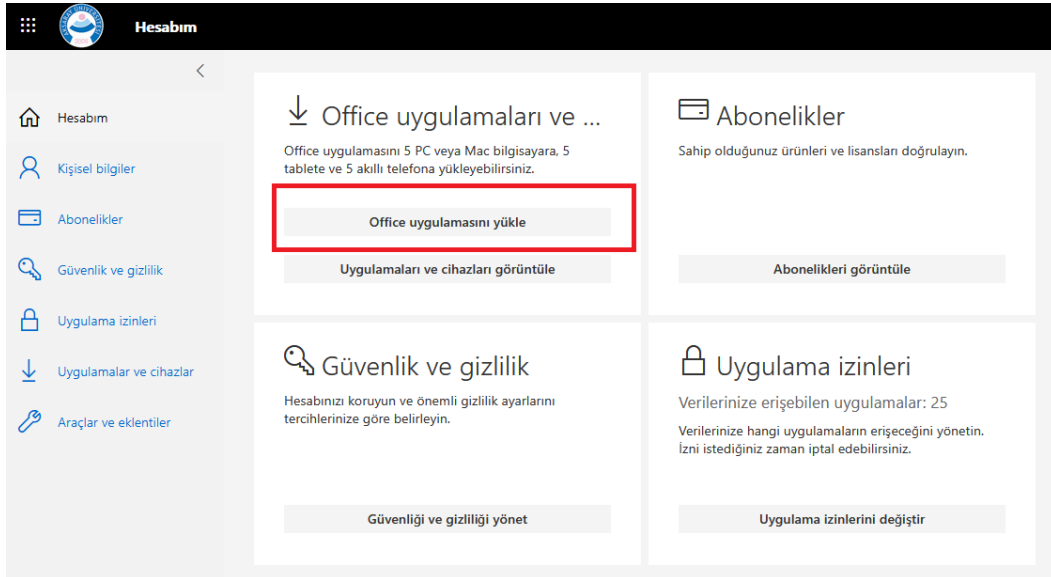 Hesabım
Hesabım
Kişisel bilgiler
Abonelikler
Güvenlik ve gizlilik
Uygulama izinleri
Uygulamalar ve cihazlar
Araçlar ve eklentiler
Office uygulamaları ve ...
Office uygulamasını 5 PC veya Mac bilgisayara, 5
tablete ve 5 akıllı telefona yükleyebilirsiniz.
Office uygulamasını yükle
Uygulamaları ve cihazları görüntüle
Abonelikler
Sahip olduğunuz ürünleri ve lisansları doğrulayın.
Abonelikleri görüntüle
Güvenlik ve gizlilik
Hesabınızı koruyun ve önemli gizlilik ayarlarını
tercihlerinize göre belirleyin.
Güvenliği ve gizliliği yönet
Uygulama izinleri
Verilerinize erişebilen uygulamalar: 25
Verilerinize hangi uygulamaların erişeceğini yönetin.
İzni istediğiniz zaman iptal edebilirsiniz.
Uygulama izinlerini değiştir